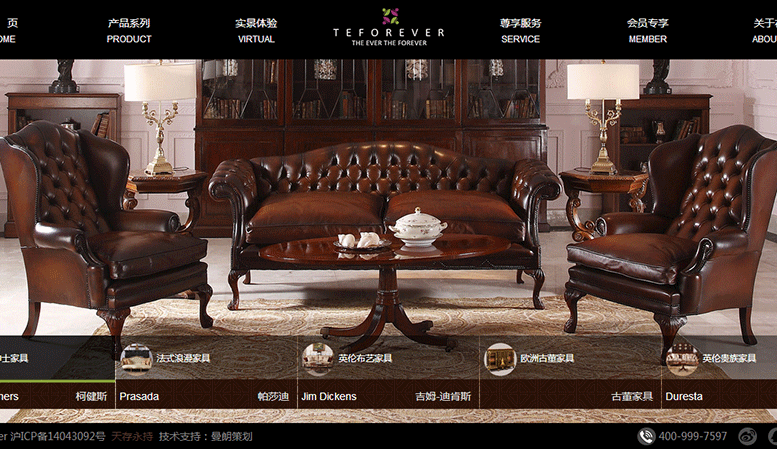 页 产品系列 实景体验 TEFOREVER 尊享服务 会员专享 关于
OME PRODUCT VIRTUAL THE EVER THE FOREVER SERVICE MEMBER ABOU
士家具 法式浪漫家具 英伦布艺家具 欧洲古董家具 英伦贵族家具
ners 柯健斯 Prasada 帕莎迪 Jim Dickens 吉姆-迪肯斯 古董家具 Duresta
er 沪ICP备14043092号 天存永持 技术支持：曼朗策划 400-999-7597